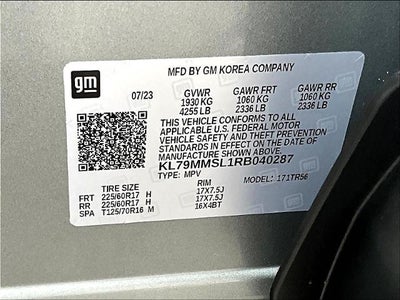 gm
MFD BY GM KOREA COMPANY
07/23 GVWR GAWR FRT GAWR RR
1930 KG 1060 KG 1060 KG
4255 LB 2336 LB 2336 LB
THIS VEHICLE CONFORMS TO ALL
APPLICABLE U.S. FEDERAL MOTOR
VEHICLE SAFETY AND THEFT PREVENTION
STANDARDS IN EFFECT ON THE DATE OF
MANUFACTURE SHOWN ABOVE.
KL79MMSL1RB040287
TYPE: MPV MODEL: 1TR56
TIRE SIZE RIM
FRT 225/60R17 H 17X7.5J
RR 225/60R17 H 17X7.5J
SPA T125/70R16 M 16X4BT